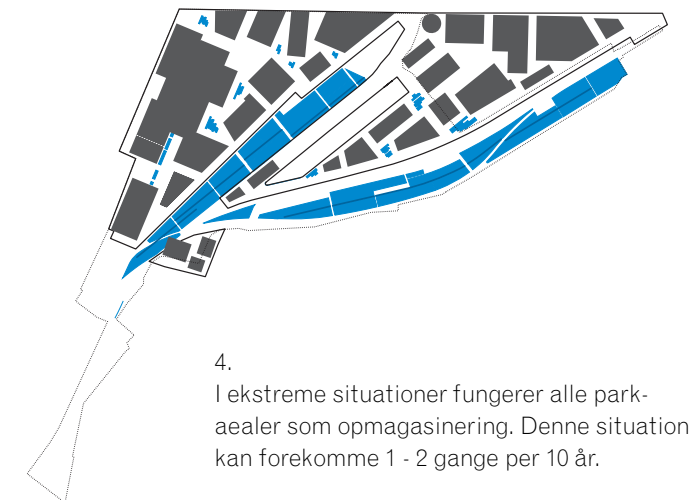 4.
I ekstreme situationer fungerer alle park-
aealer som opmagasinering. Denne situation
kan forekomme 1 - 2 gange per 10 år.